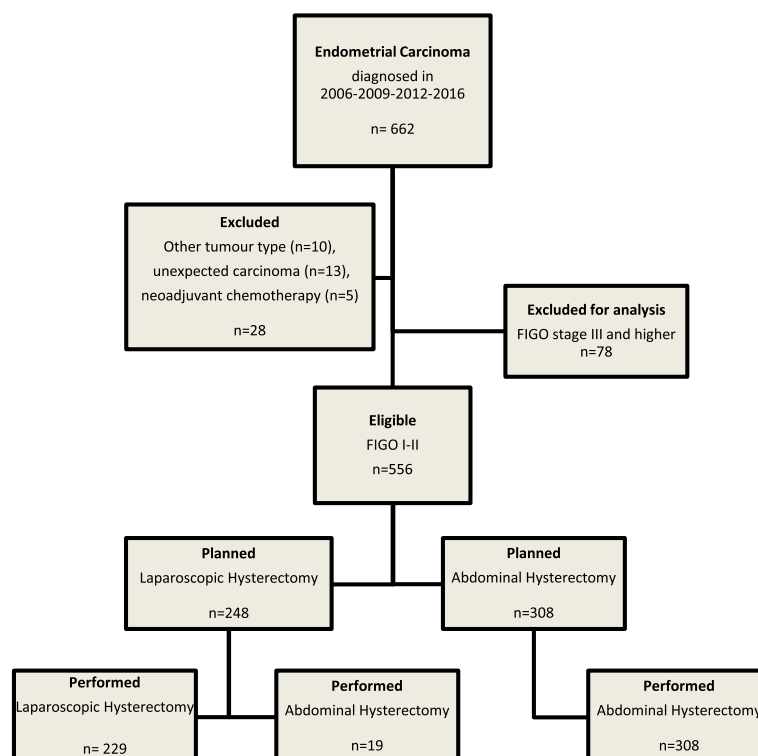 Endometrial Carcinoma
diagnosed in
2006-2009-2012-2016
n= 662
Excluded
Other tumour type (n=10),
unexpected carcinoma (n=13),
neoadjuvant chemotherapy (n=5)
n=28
Excluded for analysis
FIGO stage III and higher
n=78
Eligible
FIGO I-II
n=556
Planned
Laparoscopic Hysterectomy
n=248
Planned
Abdominal Hysterectomy
n=308
Performed
Laparoscopic Hysterectomy
n= 229
Performed
Abdominal Hysterectomy
n=19
Performed
Abdominal Hysterectomy
n=308